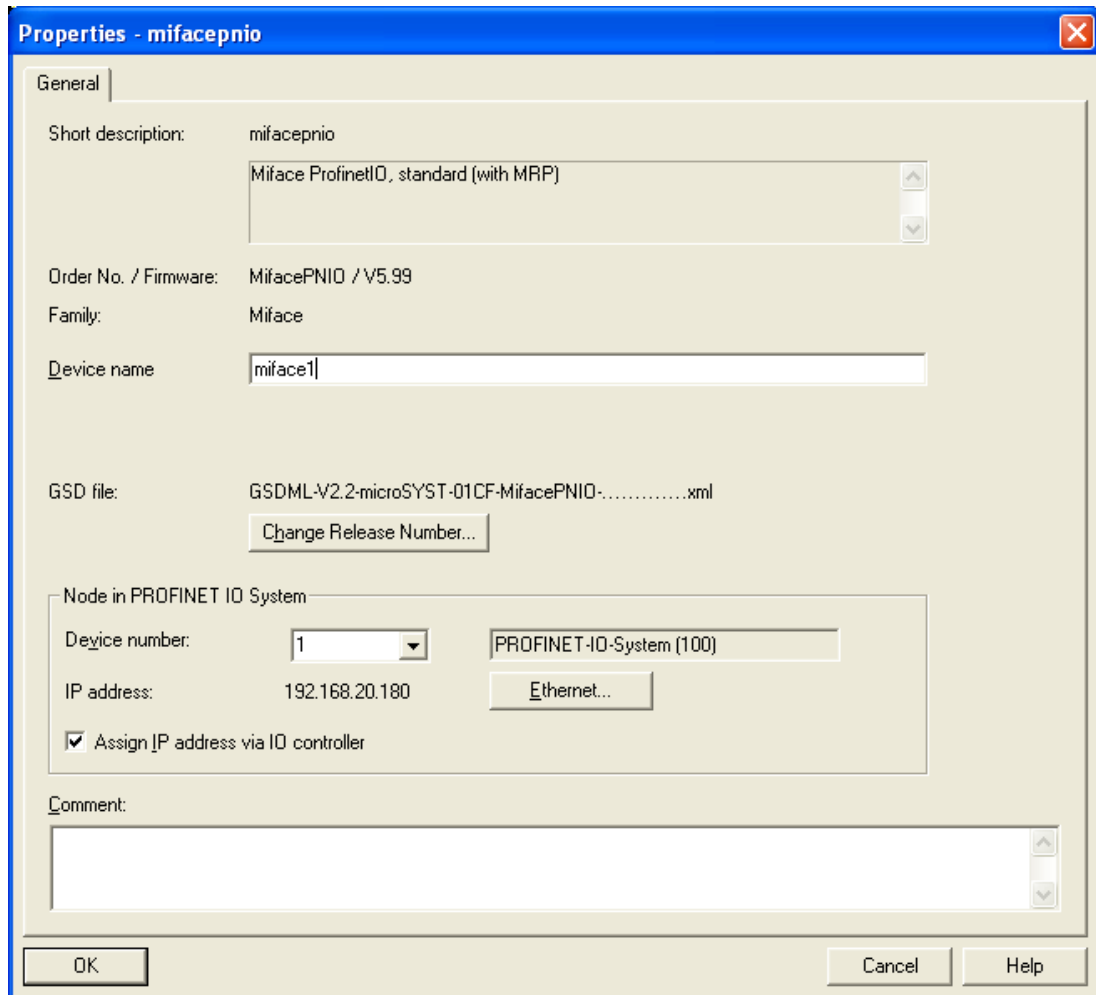 Properties - mifacepnio
General
Short description: mifacepnio
Miface ProfinetIO, standard (with MRP)
Order No. / Firmware: MifacePNIO / V5.99
Family: Miface
Device name miface1
GSD file: GSDML-V2.2-microSYST-01CF-MifacePNIO-.............xml
Change Release Number...
Node in PROFINET IO System
Device number: 1 PROFINET-IO-System (100)
IP address: 192.168.20.180 Ethernet...
Assign IP address via IO controller
Comment:
OK Cancel Help